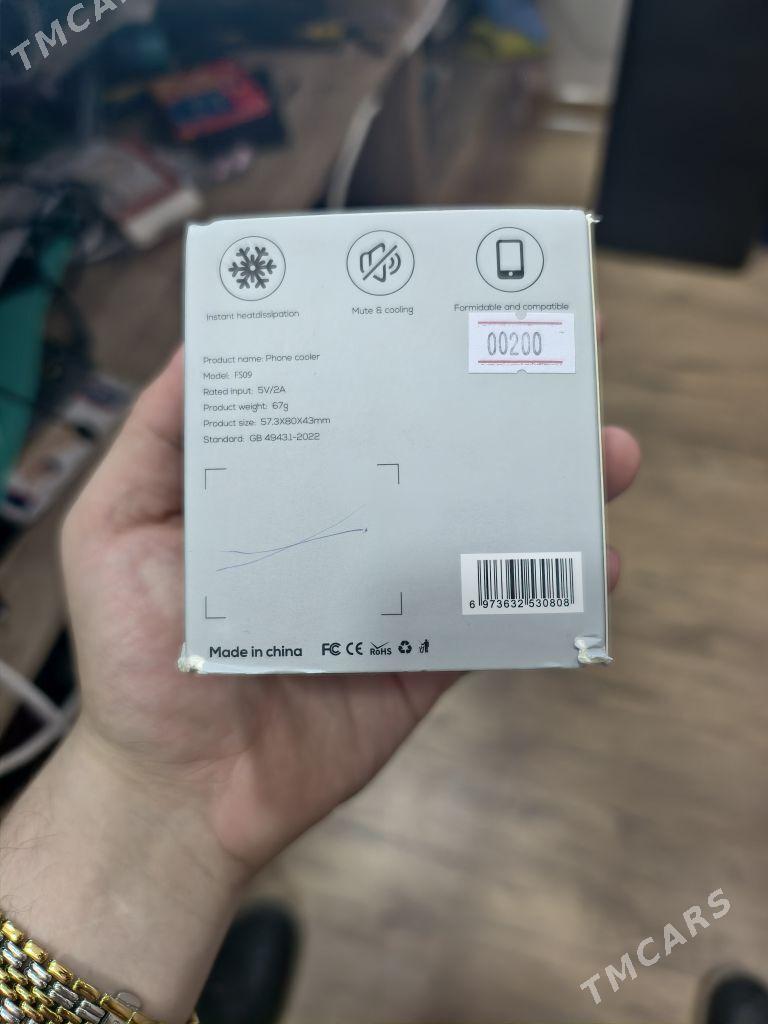 TMCARS
Instant heatdissipation
Mute & cooling
Formidable and compatible
00200
Product name: Phone cooler
Model: FS09
Rated input: 5V/2A
Product weight: 67g
Product size: 57.3X80X43mm
Standard: GB 4943.1-2022
6 973632 530808
Made in china FC CE RoHS
TMCARS